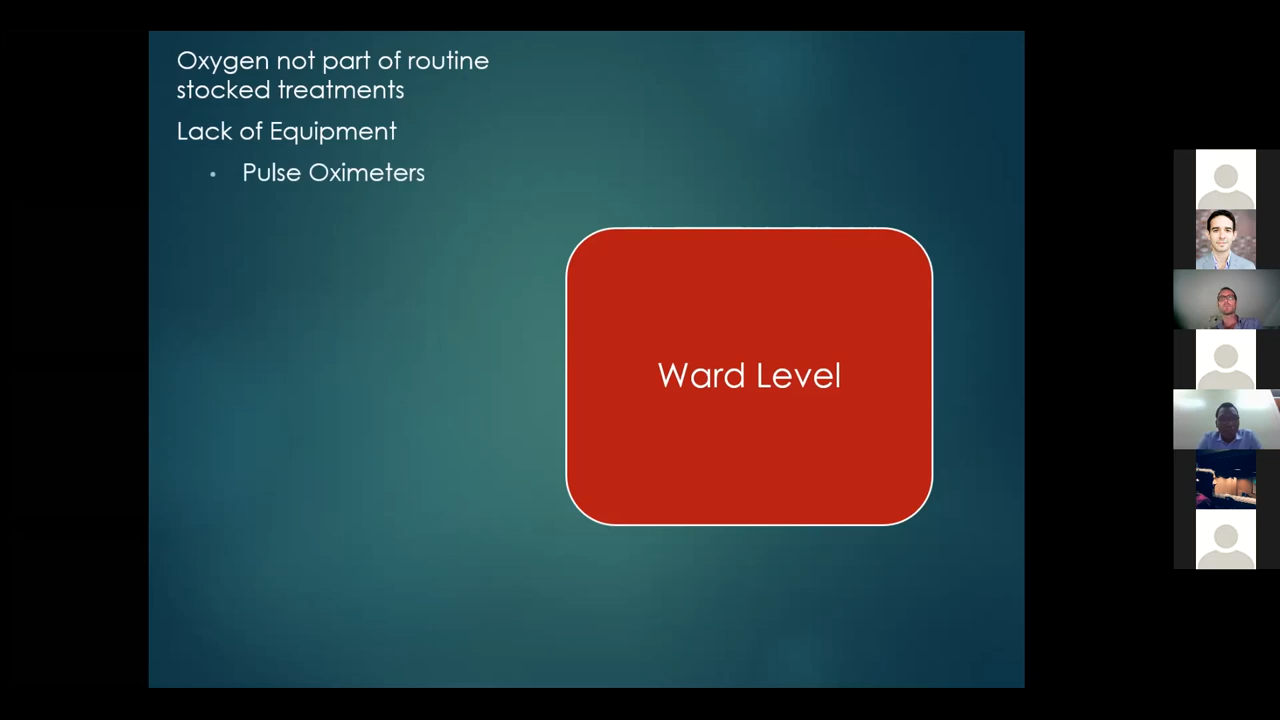 Oxygen not part of routine
stocked treatments
Lack of Equipment
• Pulse Oximeters
Ward Level